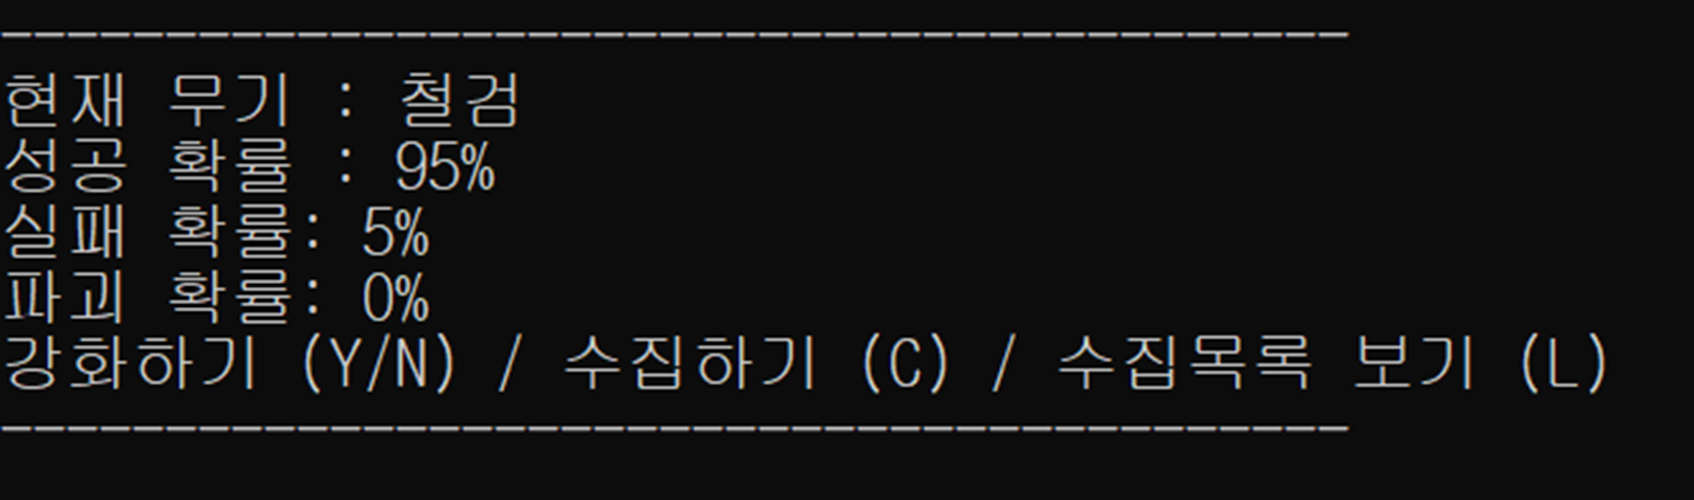 -----------------------------------------
현재 무기 : 철검
성공 확률 : 95%
실패 확률: 5%
파괴 확률: 0%
강화하기 (Y/N) / 수집하기 (C) / 수집목록 보기 (L)
-----------------------------------------